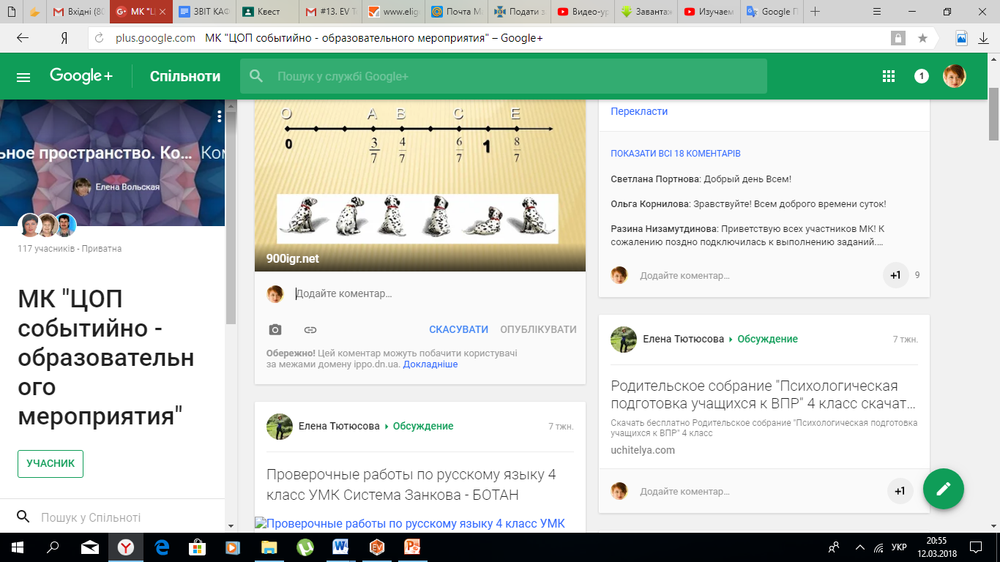 Вхідні (80
МК "Ц
ЗВІТ КАФ
Квест
#13. EV T
www.elig
Почта М
Подати з
Видео-ур
Завантаж
Изучаем
Google П
Я
plus.google.com МК "ЦОП событийно - образовательного мероприятия" – Google+
Google+
Спільноти
Пошук у службі Google+
1
ьное пространство. Ко... Ком
Елена Вольская
117 учасників - Приватна
МК "ЦОП
событийно -
образовательн
ого
мероприятия"
УЧАСНИК
Пошук у Спільноті
O A B C E
0 3/7 4/7 6/7 1 8/7
900igr.net
Додайте коментар...
СКАСУВАТИ ОПУБЛІКУВАТИ
Обережно! Цей коментар можуть побачити користувачі
за межами домену ippo.dn.ua. Докладніше
Елена Тютюсова Обсуждение 7 тжн.
Проверочные работы по русскому языку 4
класс УМК Система Занкова - БОТАН
Проверочные работы по русскому языку 4 класс УМК
Перекласти
ПОКАЗАТИ ВСІ 18 КОМЕНТАРІВ
Светлана Портнова: Добрый день Всем!
Ольга Корнилова: Зравствуйте! Всем доброго времени суток!
Разина Низамутдинова: Приветствую всех участников МК! К
сожалению поздно подключилась к выполнению заданий....
Додайте коментар...
+1 9
Елена Тютюсова Обсуждение 7 тжн.
Родительское собрание "Психологическая
подготовка учащихся к ВПР" 4 класс скачат...
Скачать бесплатно Родительское собрание "Психологическая подготовка
учащихся к ВПР" 4 класс
uchitelya.com
Додайте коментар...
+1
УКР
20:55
12.03.2018